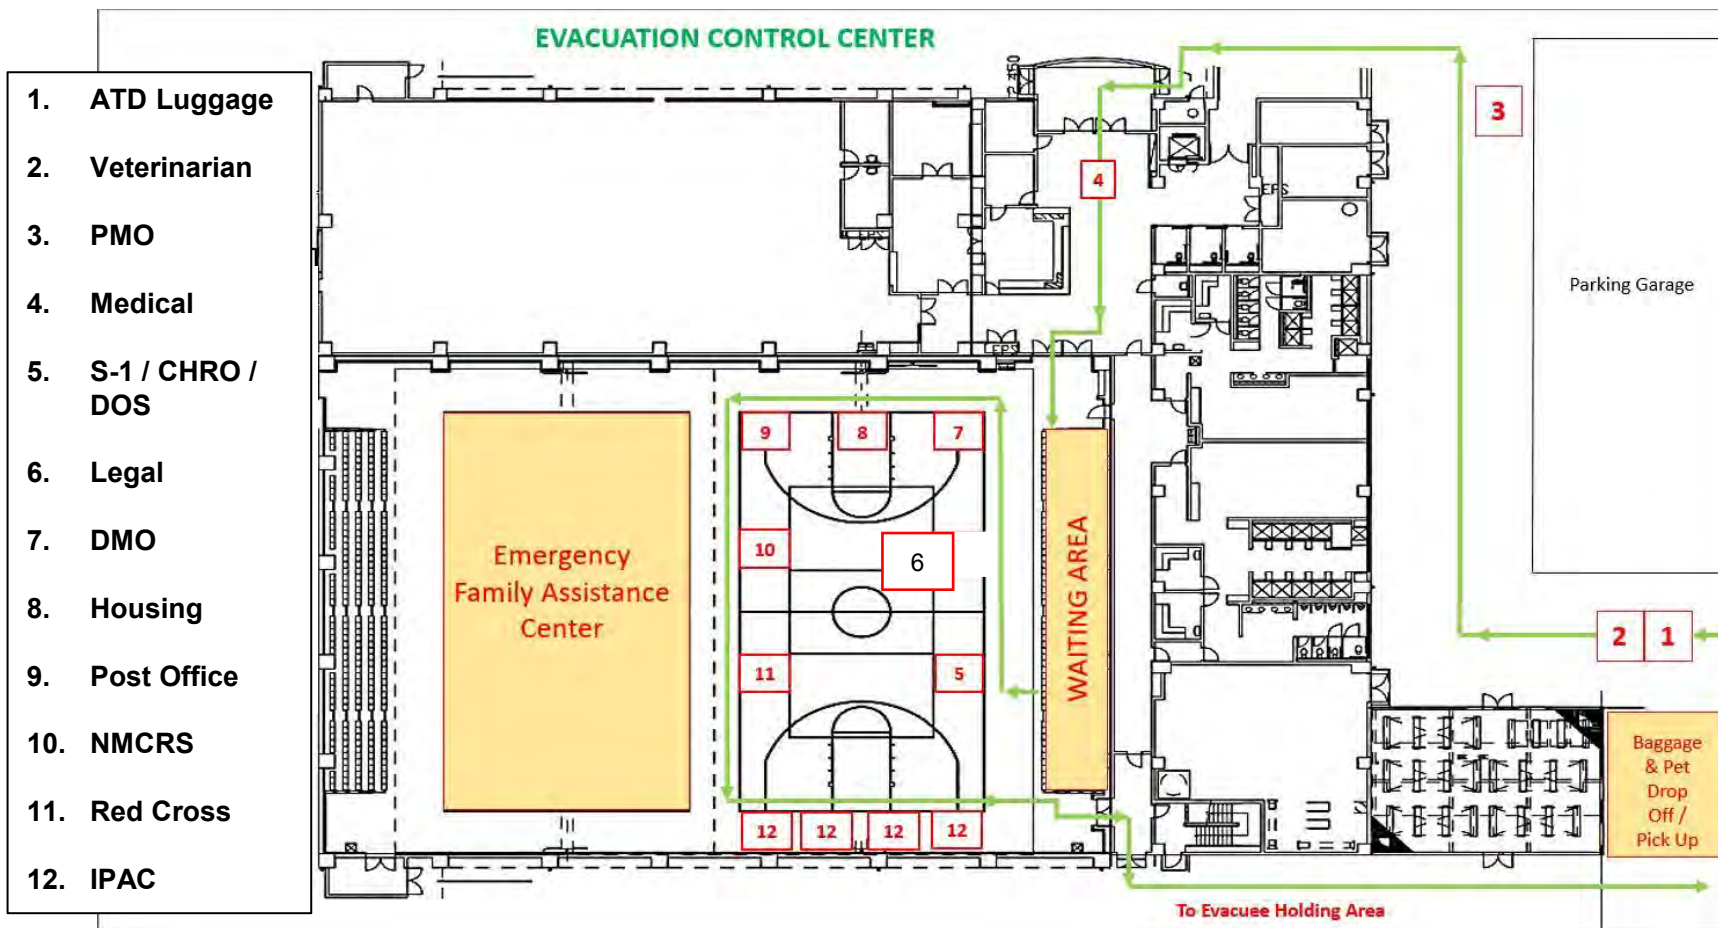 EVACUATION CONTROL CENTER
1. ATD Luggage
2. Veterinarian
3. PMO
4. Medical
5. S-1 / CHRO /
DOS
6. Legal
7. DMO
8. Housing
9. Post Office
10. NMCRS
11. Red Cross
12. IPAC
3
4
EPS
EPS
Parking Garage
9
8
7
10
6
11
5
12
12
12
12
Emergency
Family Assistance
Center
WAITING AREA
2
1
Baggage
& Pet
Drop
Off /
Pick Up
To Evacuee Holding Area